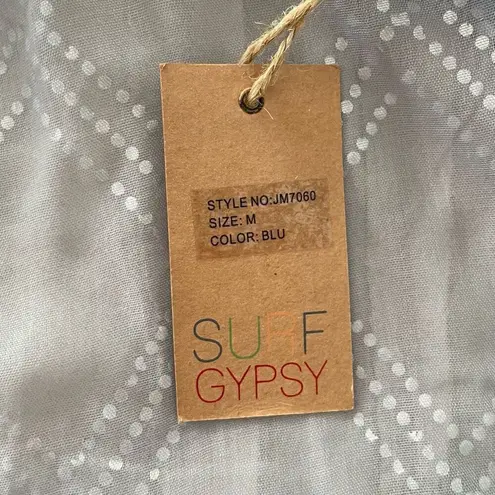 STYLE NO:JM7060
SIZE: M
COLOR: BLU
SURF
GYPSY